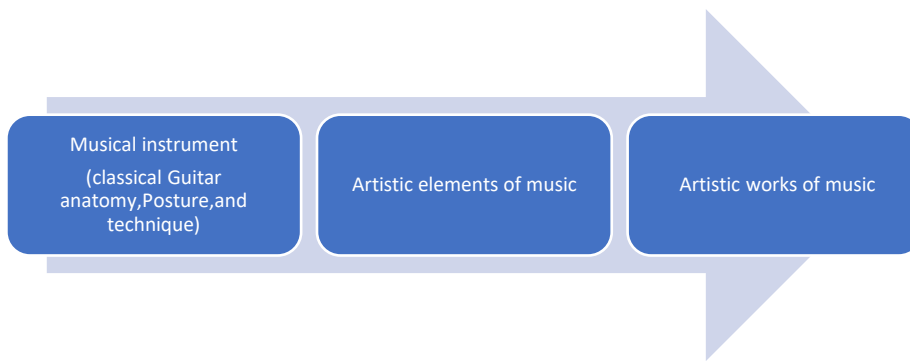 Musical instrument
(classical Guitar
anatomy,Posture,and
technique)
Artistic elements of music
Artistic works of music